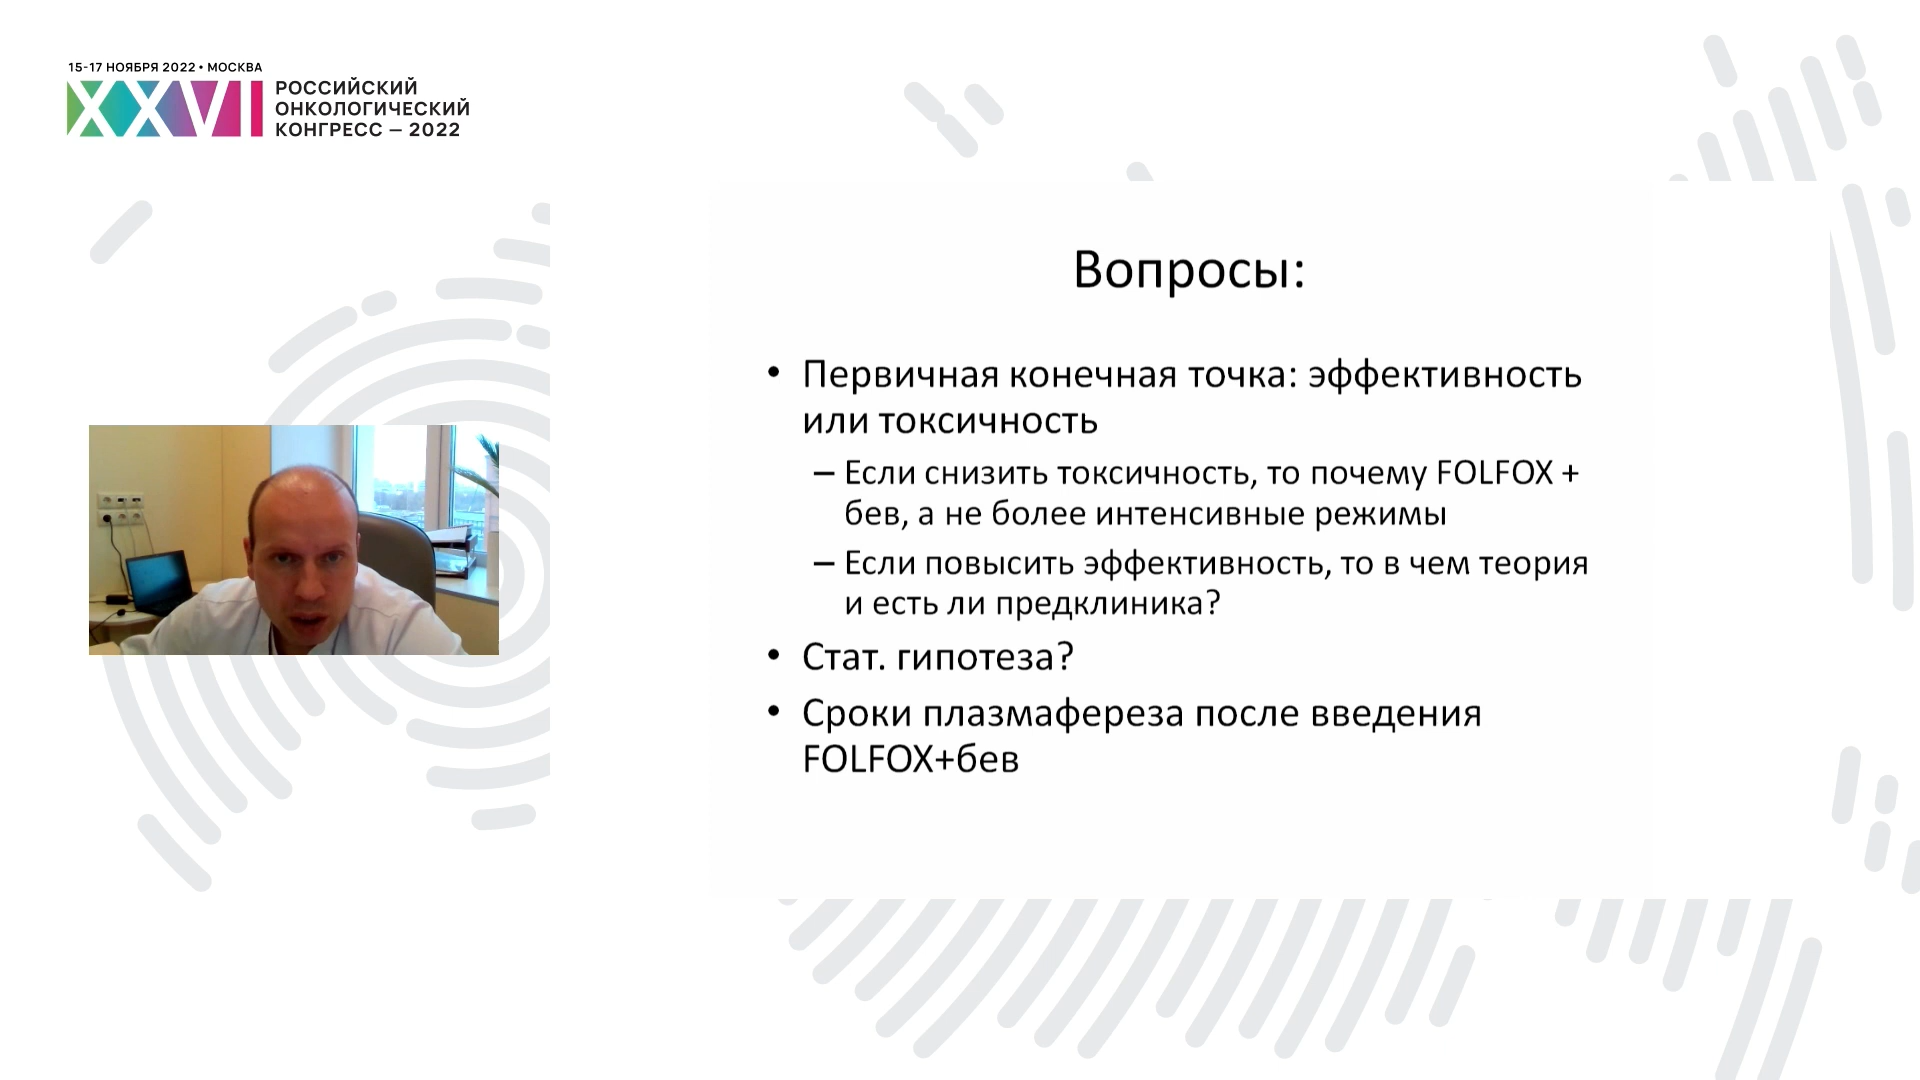 15-17 НОЯБРЯ 2022 • МОСКВА
XXVI
РОССИЙСКИЙ
ОНКОЛОГИЧЕСКИЙ
КОНГРЕСС – 2022
Вопросы:
• Первичная конечная точка: эффективность
или токсичность
– Если снизить токсичность, то почему FOLFOX +
бев, а не более интенсивные режимы
– Если повысить эффективность, то в чем теория
и есть ли предклиника?
• Стат. гипотеза?
• Сроки плазмафереза после введения
FOLFOX+бев